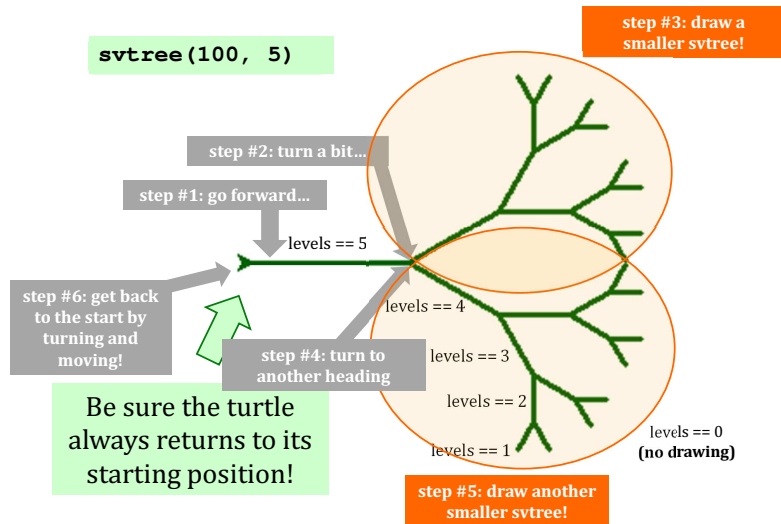 svtree(100, 5)
step #3: draw a
smaller svtree!
step #2: turn a bit…
step #1: go forward…
levels == 5
step #6: get back
to the start by
turning and
moving!
levels == 4
step #4: turn to
another heading
levels == 3
Be sure the turtle
always returns to its
starting position!
levels == 2
levels == 1
levels == 0
(no drawing)
step #5: draw another
smaller svtree!